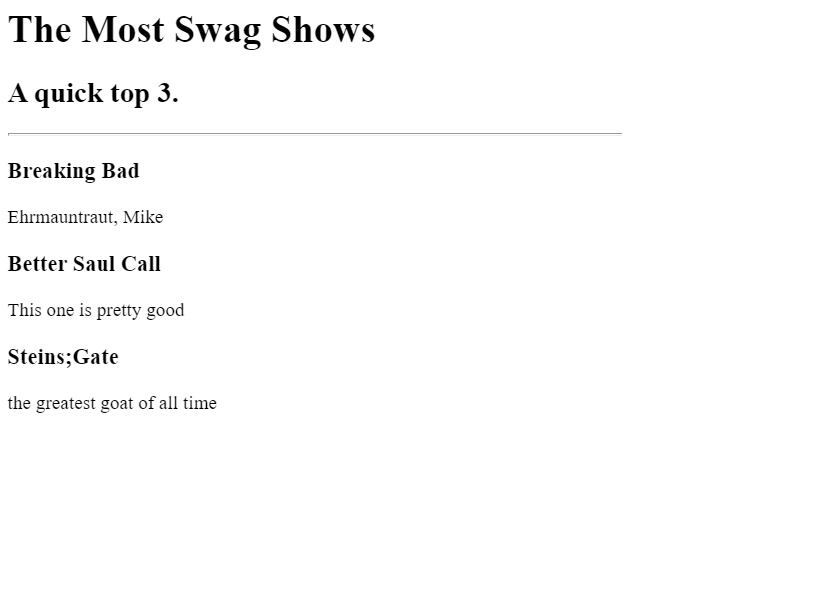 The Most Swag Shows
A quick top 3.
Breaking Bad
Ehrmauntraut, Mike
Better Saul Call
This one is pretty good
Steins;Gate
the greatest goat of all time